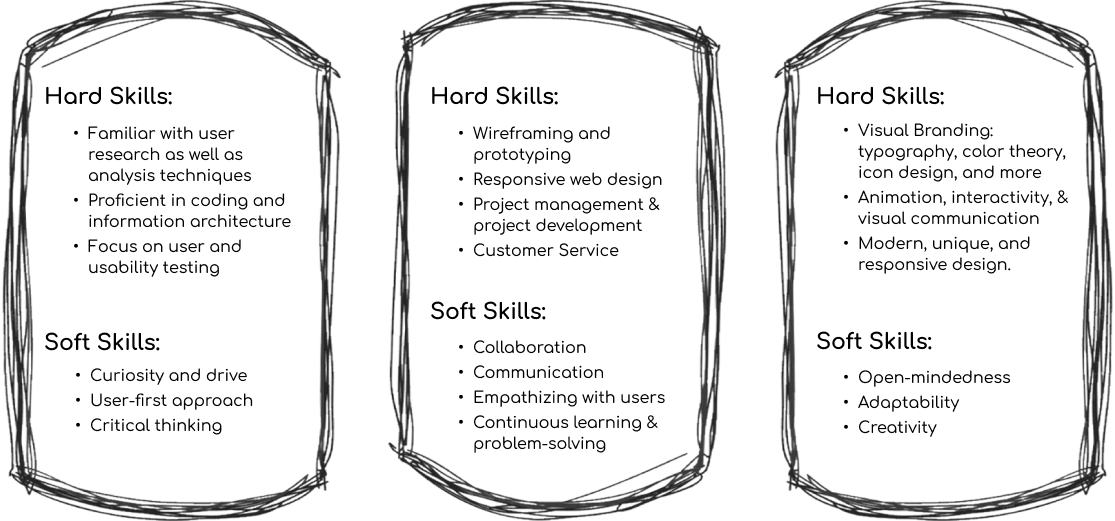 Hard Skills:
• Familiar with user
research as well as
analysis techniques
• Proficient in coding and
information architecture
• Focus on user and
usability testing
Soft Skills:
• Curiosity and drive
• User-first approach
• Critical thinking
Hard Skills:
• Wireframing and
prototyping
• Responsive web design
• Project management &
project development
• Customer Service
Soft Skills:
• Collaboration
• Communication
• Empathizing with users
• Continuous learning &
problem-solving
Hard Skills:
• Visual Branding:
typography, color theory,
icon design, and more
• Animation, interactivity, &
visual communication
• Modern, unique, and
responsive design.
Soft Skills:
• Open-mindedness
• Adaptability
• Creativity